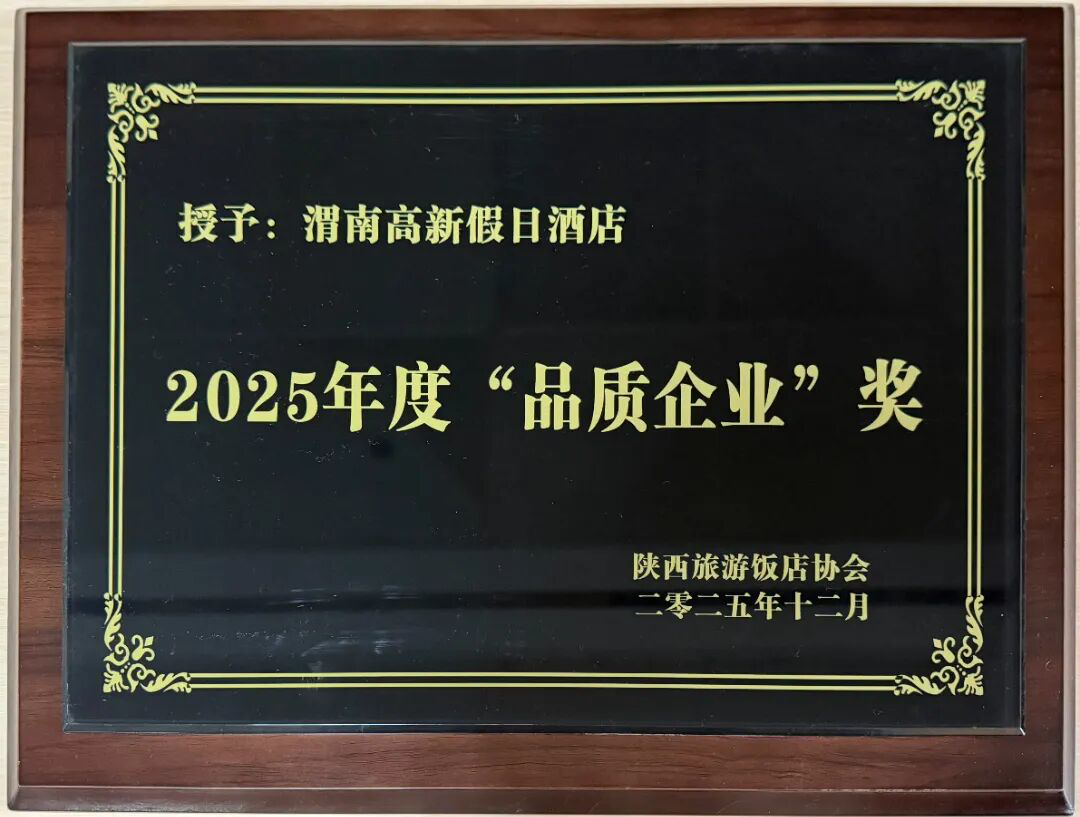 授予：渭南高新假日酒店
2025年度“品质企业”奖
陕西旅游饭店协会
二零二五年十二月